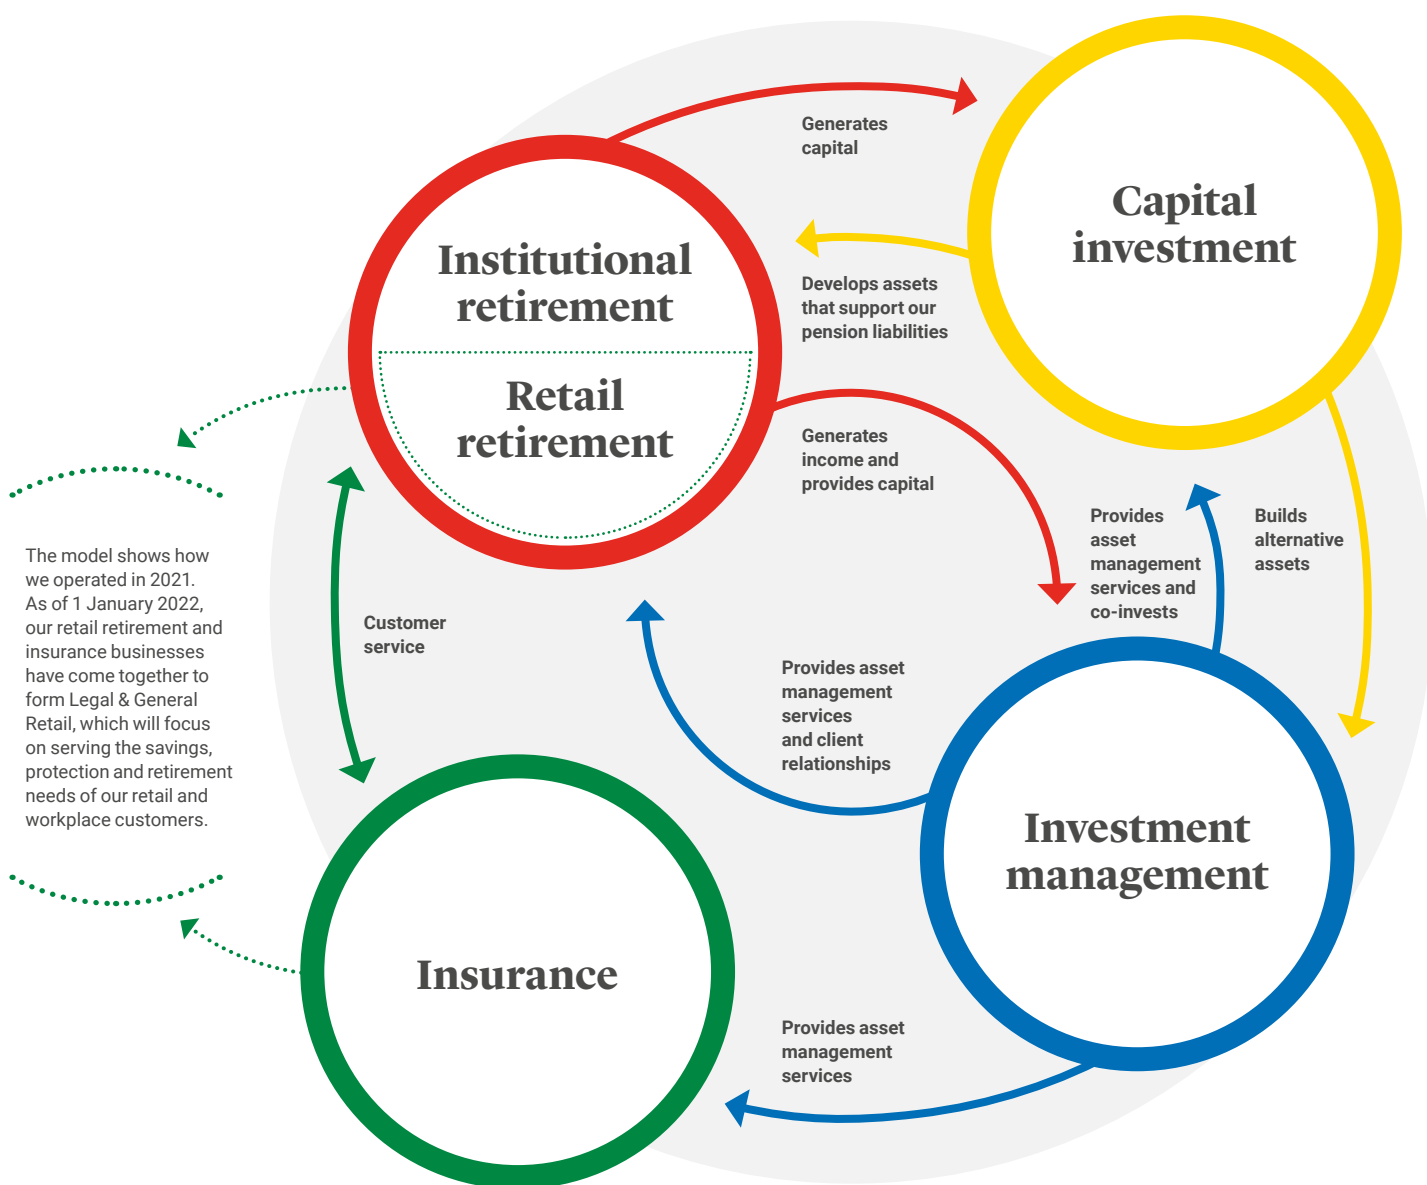 Generates
capital
Capital
investment
Institutional
retirement
Develops assets
that support our
pension liabilities
Retail
retirement
Generates
income and
provides capital
Provides
asset
management
services and
co-invests
Builds
alternative
assets
The model shows how
we operated in 2021.
As of 1 January 2022,
our retail retirement and
insurance businesses
have come together to
form Legal & General
Retail, which will focus
on serving the savings,
protection and retirement
needs of our retail and
workplace customers.
Customer
service
Provides asset
management
services
and client
relationships
Investment
management
Insurance
Provides asset
management
services